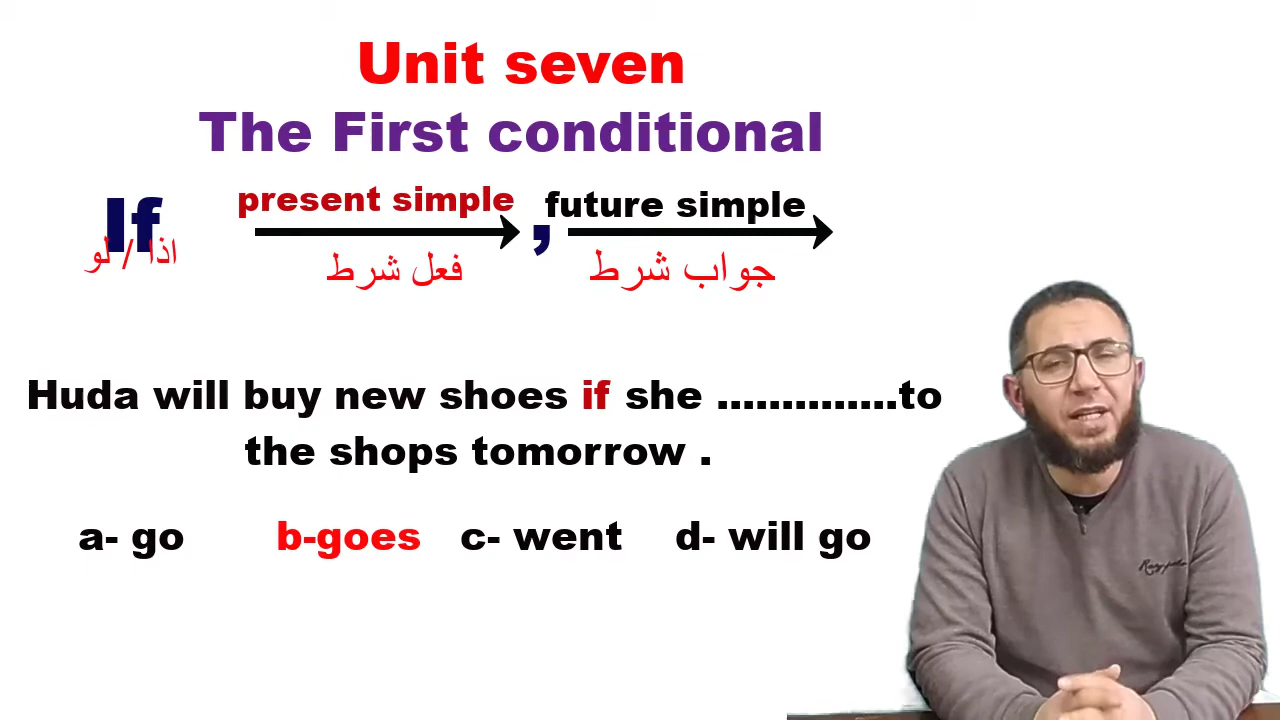 Unit seven
The First conditional
If present simple , future simple
اذا / لو فعل شرط جواب شرط
Huda will buy new shoes if she ..............to
the shops tomorrow .
a- go b-goes c- went d- will go